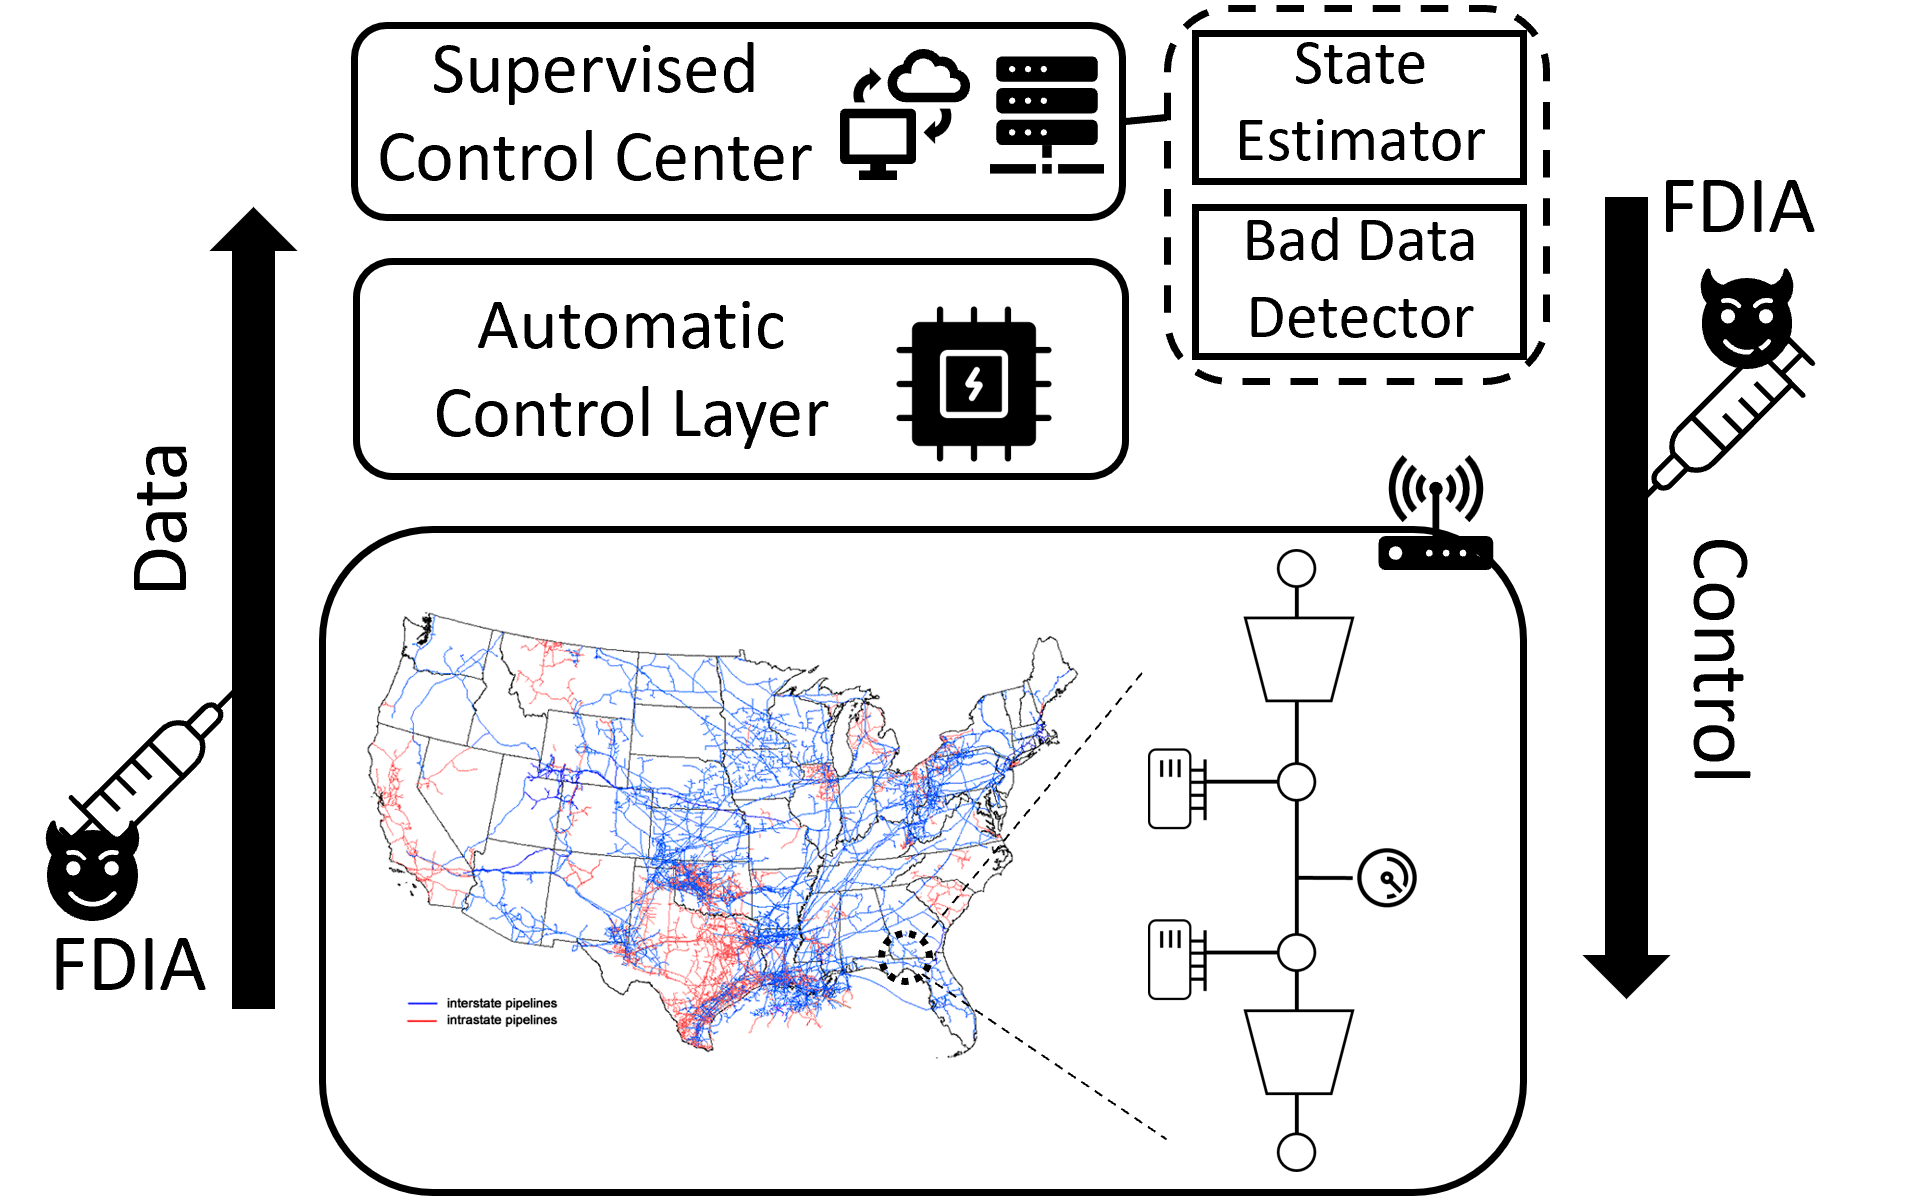 Supervised
Control Center
State
Estimator
Bad Data
Detector
FDIA
Automatic
Control Layer
Data
Control
FDIA
interstate pipelines
intrastate pipelines